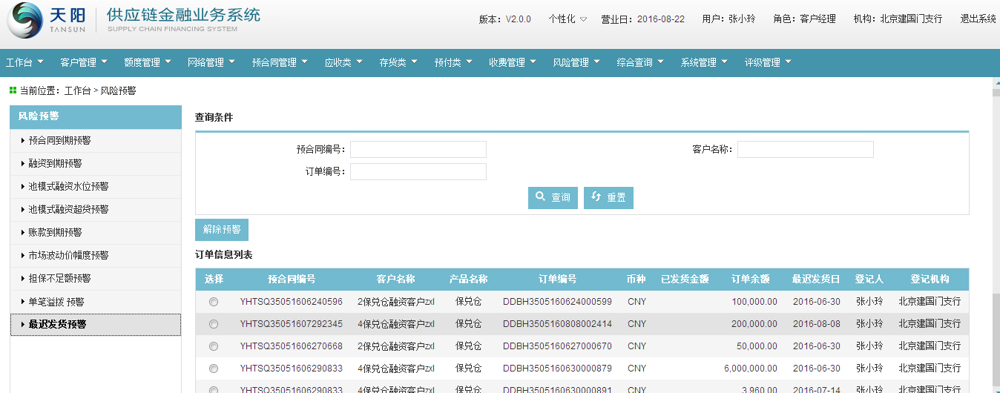 天阳 TANSUN 供应链金融业务系统 SUPPLY CHAIN FINANCING SYSTEM
版本：V2.0.0 个性化 营业日：2016-08-22 用户：张小玲 角色：客户经理 机构：北京建国门支行 退出系统
工作台 客户管理 额度管理 网络管理 预合同管理 应收类 存货类 预付类 收费管理 风险管理 综合查询 系统管理 评级管理
当前位置：工作台 > 风险预警
风险预警
预合同到期预警
融资到期预警
池模式融资水位预警
池模式融资超贷预警
账款到期预警
市场波动价幅度预警
担保不足额预警
单笔溢拨 预警
最迟发货预警
查询条件
预合同编号： 客户名称：
订单编号：
查询 重置
解除预警
订单信息列表
选择 预合同编号 客户名称 产品名称 订单编号 币种 已发货金额 订单余额 最迟发货日 登记人 登记机构
YHTSQ35051606240596 2保兑仓融资客户zxl 保兑仓 DDBH3505160624000599 CNY 100,000.00 2016-06-30 张小玲 北京建国门支行
YHTSQ35051607292345 4保兑仓融资客户zxl 保兑仓 DDBH3505160808002414 CNY 200,000.00 2016-08-08 张小玲 北京建国门支行
YHTSQ35051606270668 2保兑仓融资客户zxl 保兑仓 DDBH3505160627000670 CNY 50,000.00 2016-06-30 张小玲 北京建国门支行
YHTSQ35051606290833 4保兑仓融资客户zxl 保兑仓 DDBH3505160630000879 CNY 6,000,000.00 2016-06-30 张小玲 北京建国门支行
YHTSQ35051606290833 4保兑仓融资客户zxl 保兑仓 DDBH3505160630000891 CNY 3,960.00 2016-07-14 张小玲 北京建国门支行